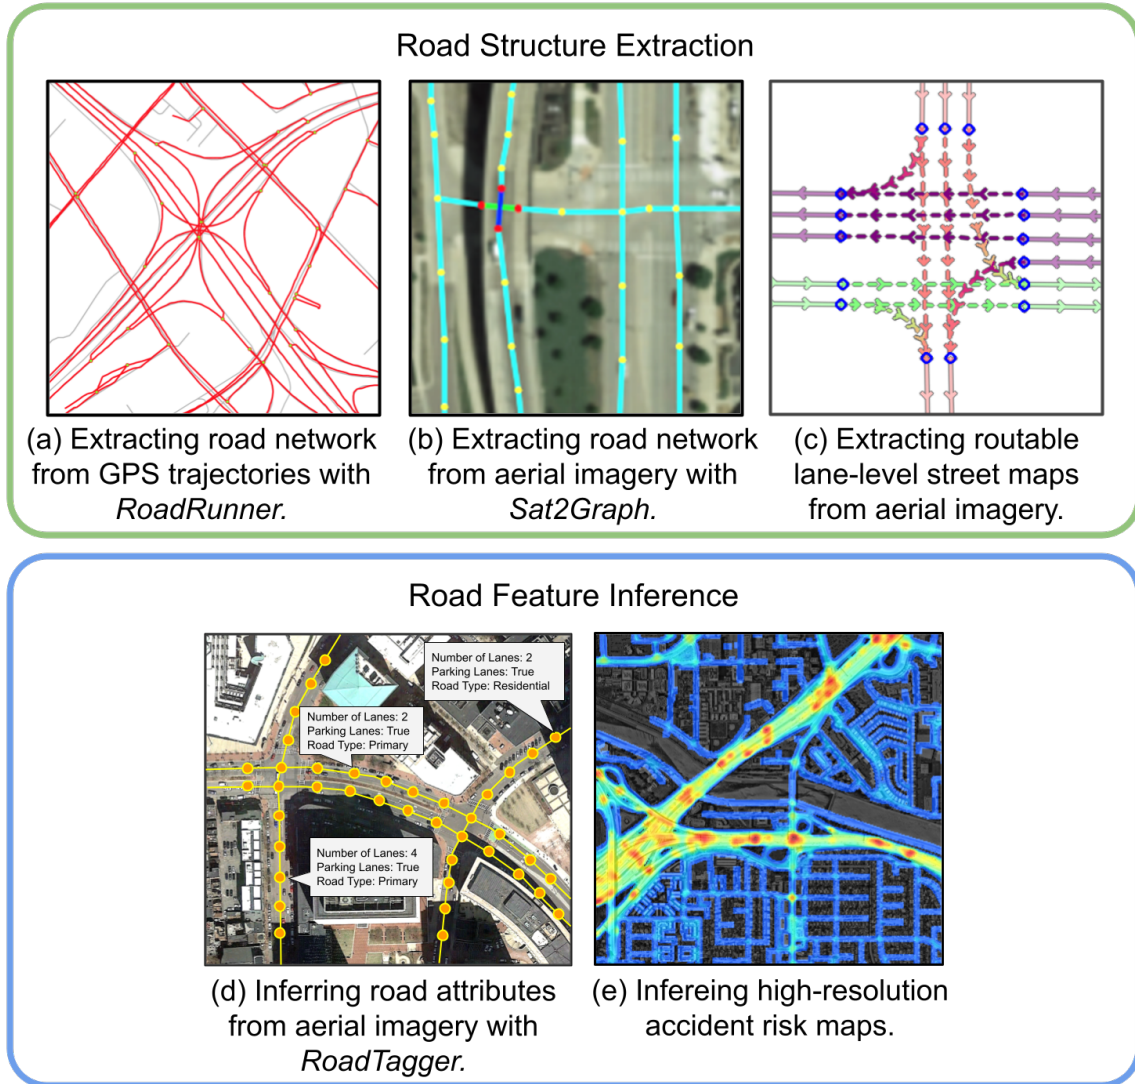 Road Structure Extraction
(a) Extracting road network
from GPS trajectories with
RoadRunner.
(b) Extracting road network
from aerial imagery with
Sat2Graph.
(c) Extracting routable
lane-level street maps
from aerial imagery.
Road Feature Inference
Number of Lanes: 2
Parking Lanes: True
Road Type: Residential
Number of Lanes: 2
Parking Lanes: True
Road Type: Primary
Number of Lanes: 4
Parking Lanes: True
Road Type: Primary
(d) Inferring road attributes
from aerial imagery with
RoadTagger.
(e) Infereing high-resolution
accident risk maps.